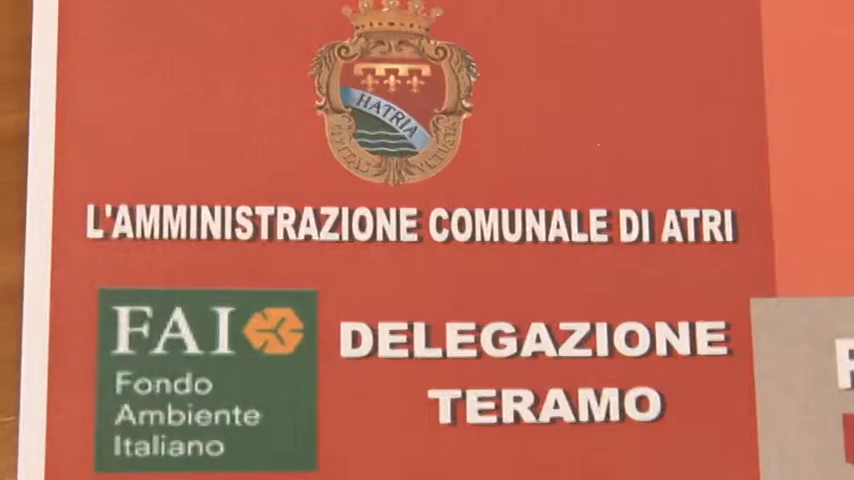 HATRIA
L'AMMINISTRAZIONE COMUNALE DI ATRI
FAI
Fondo
Ambiente
Italiano
DELEGAZIONE
TERAMO